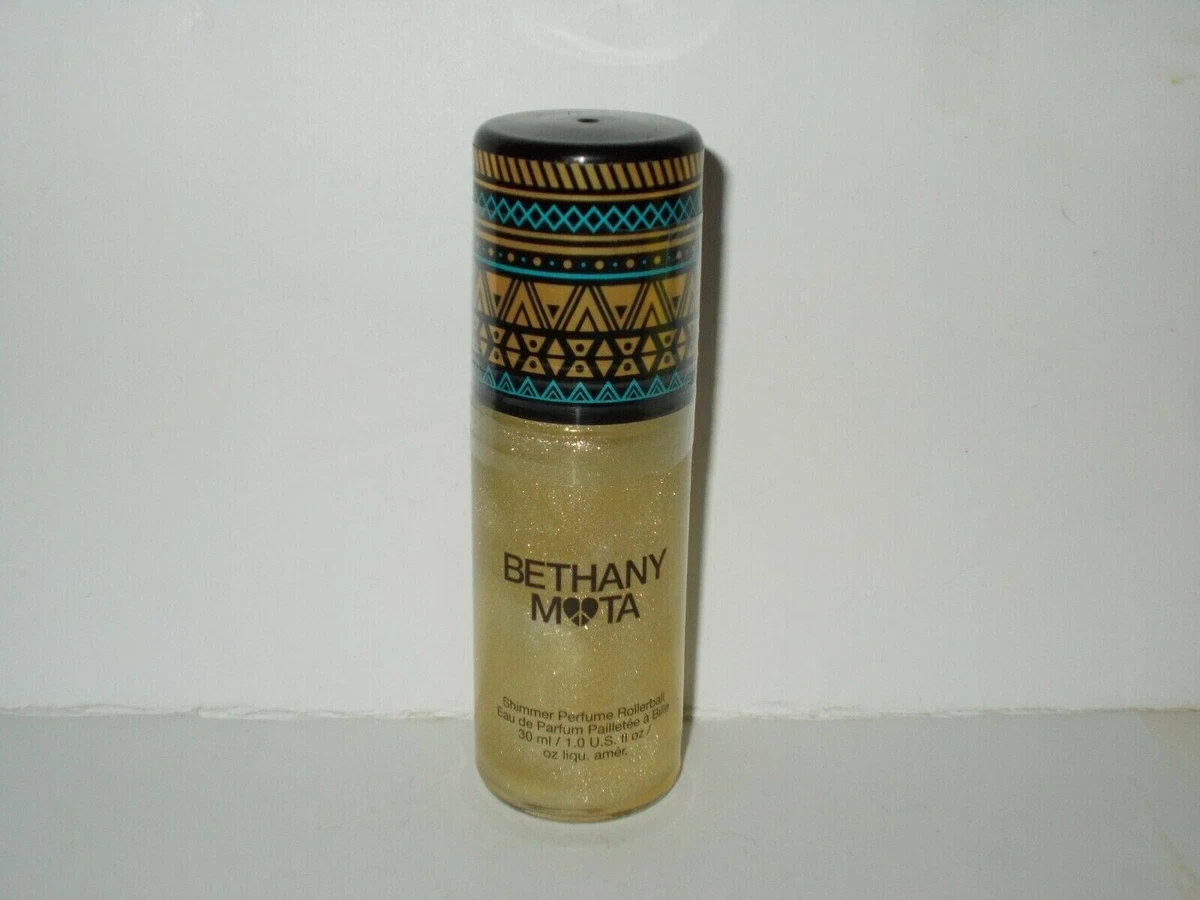 BETHANY
MOTA
Shimmer Perfume Rollerball
Eau de Parfum Pailletée à Bille
30 ml / 1.0 U.S. fl oz /
oz liqu. amér.